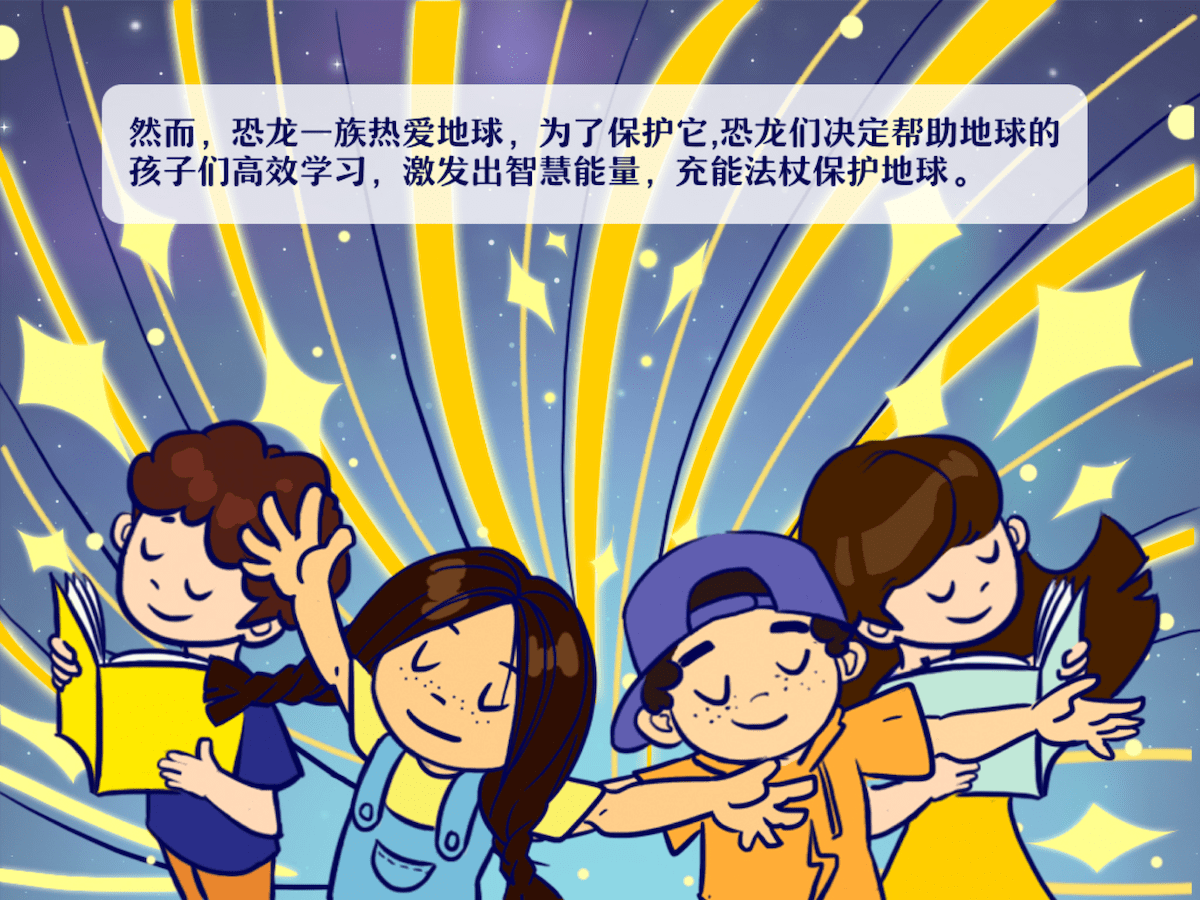 然而，恐龙一族热爱地球，为了保护它,恐龙们决定帮助地球的
孩子们高效学习，激发出智慧能量，充能法杖保护地球。